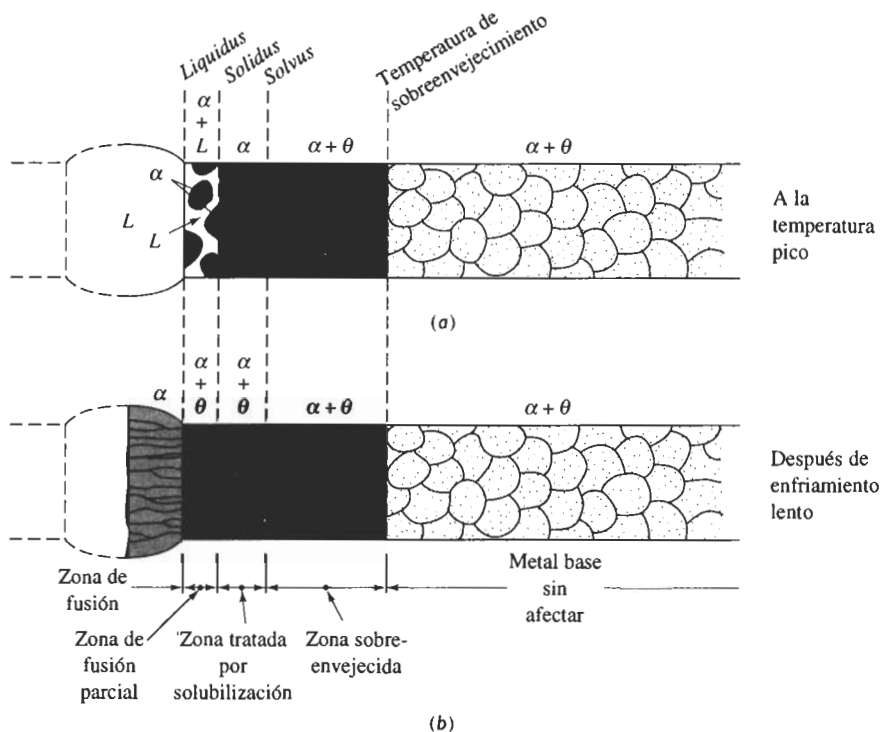 Liquidus
Solidus
Solvus
Temperatura de
sobreenvejecimiento
α
+
L
α
α + θ
α + θ
α
L
L
A la
temperatura
pico
(a)
α
α
+
θ
α
+
θ
α + θ
α + θ
Después de
enfriamiento
lento
Zona de
fusión
Metal base
sin
afectar
Zona de
fusión
parcial
Zona tratada
por
solubilización
Zona sobre-
envejecida
(b)